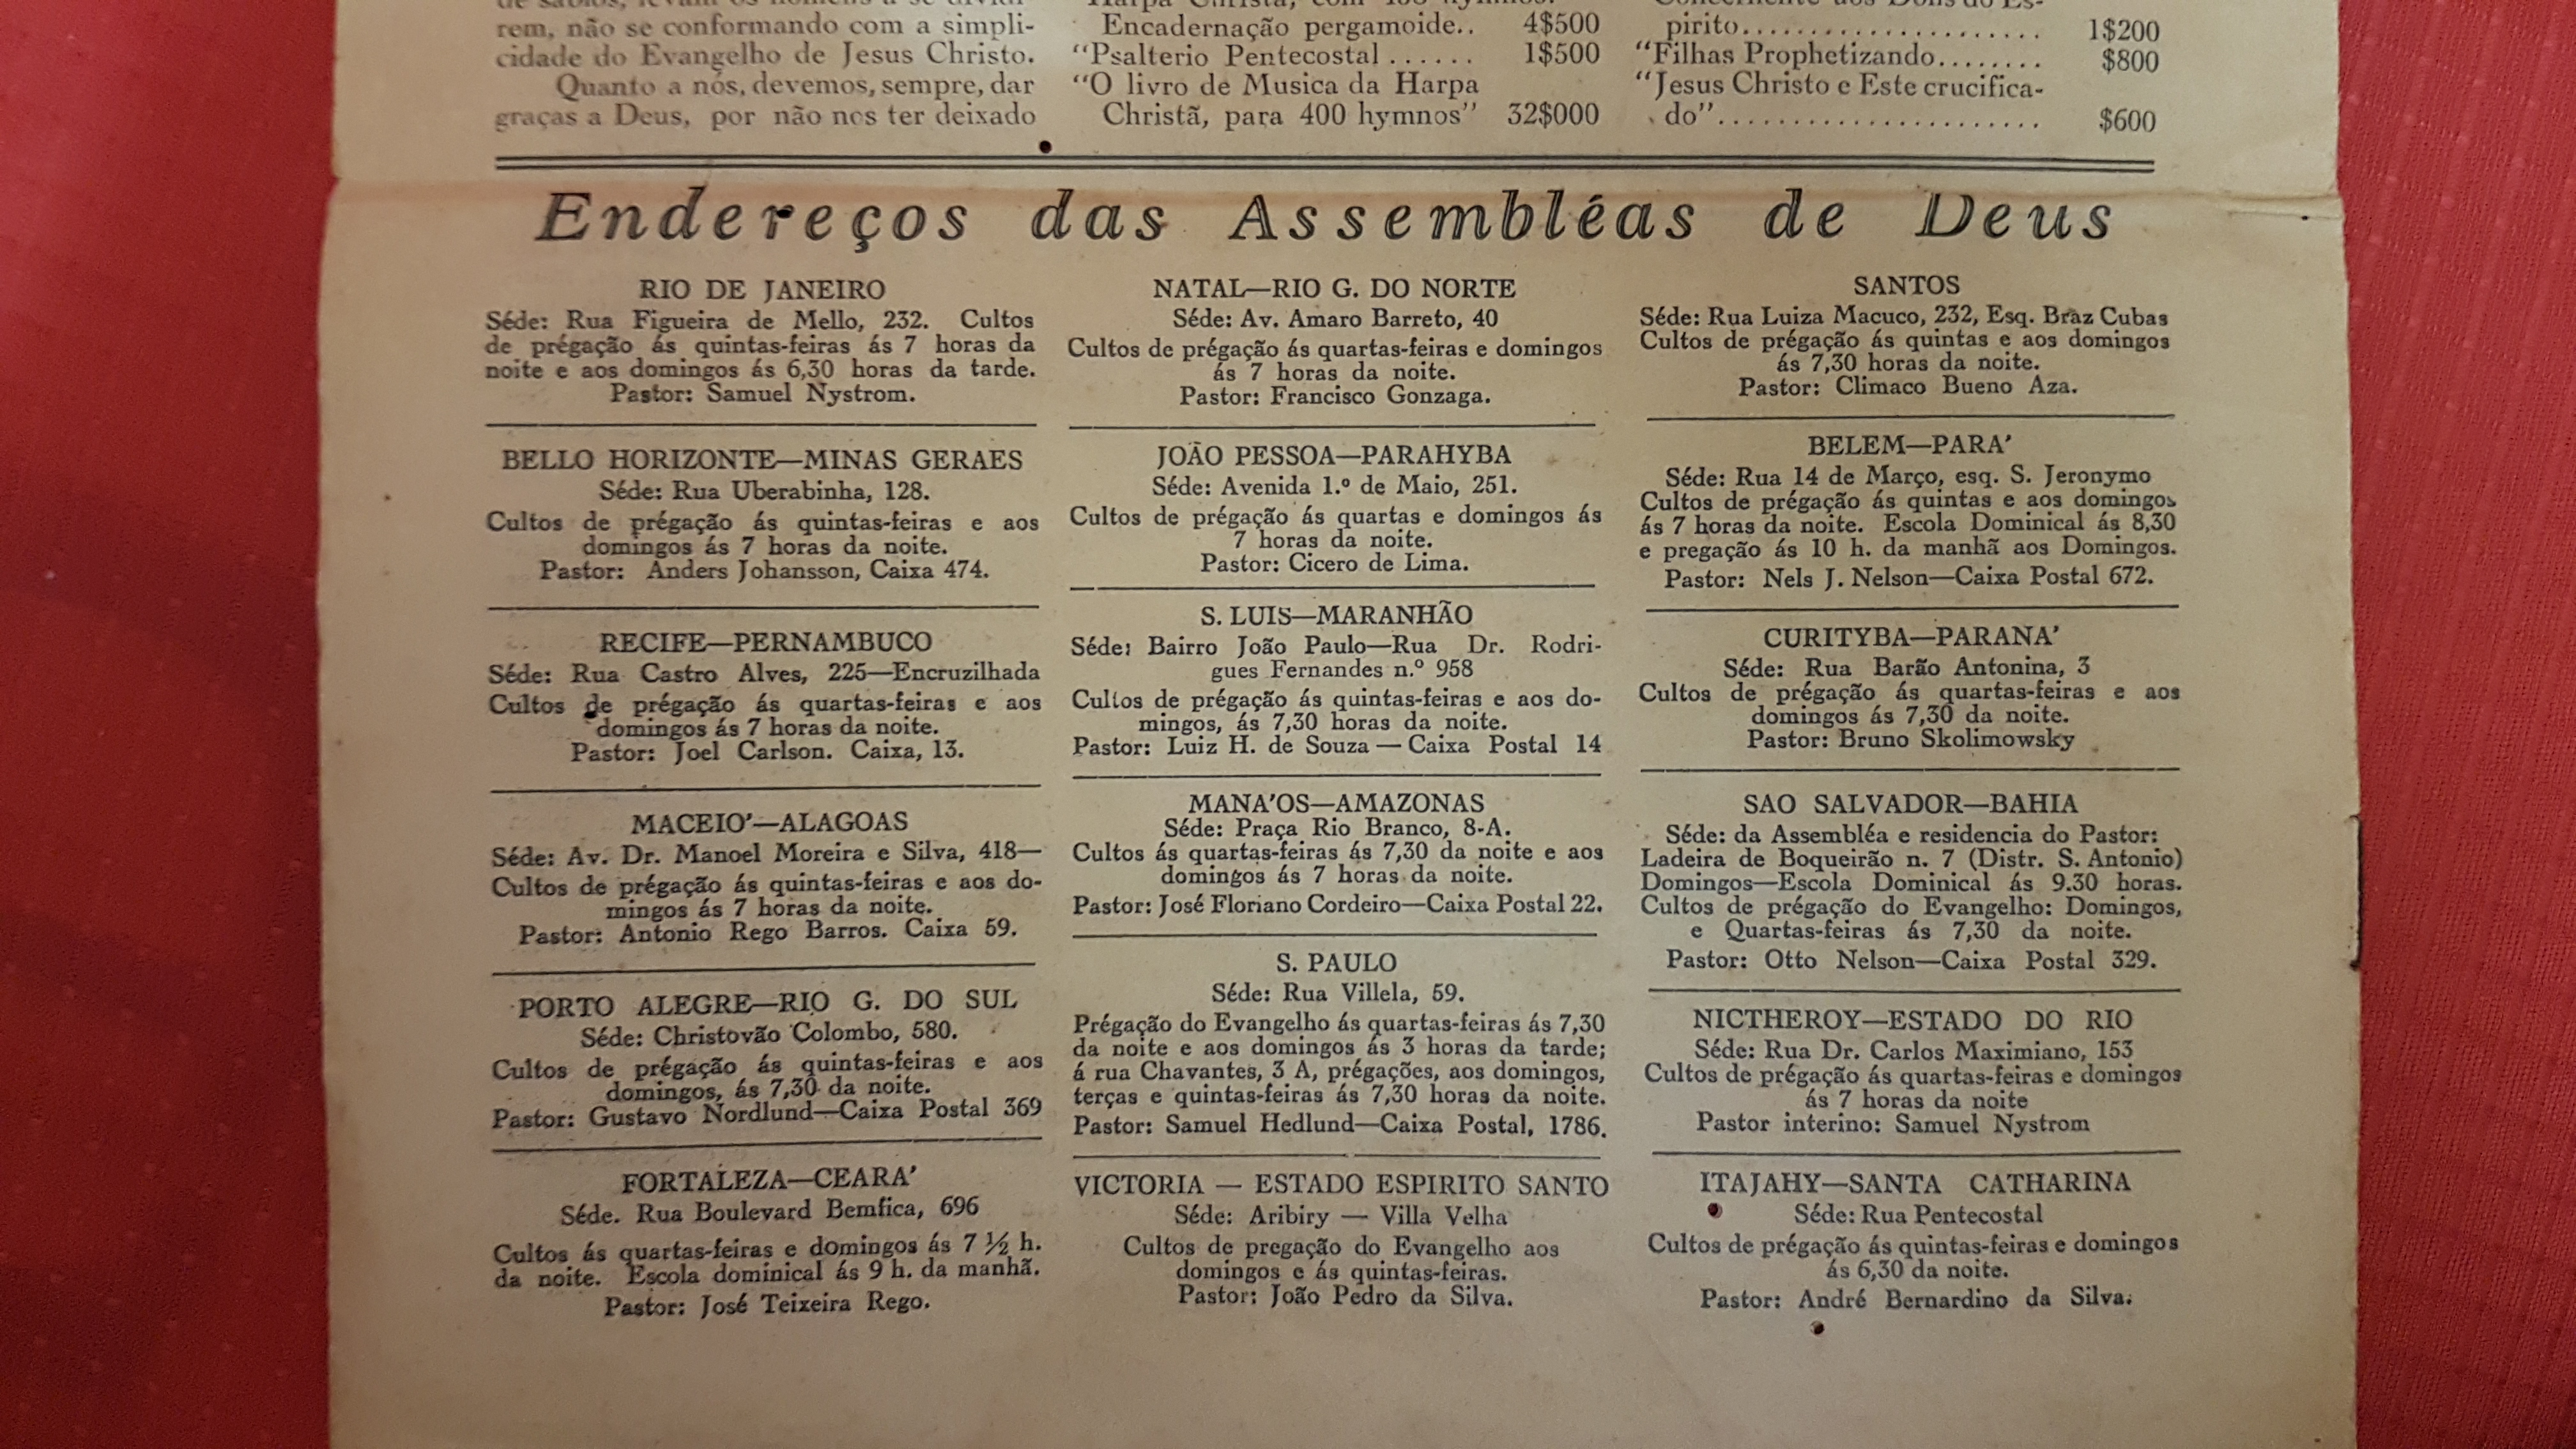 rem, não se conformando com a simpli-
cidade do Evangelho de Jesus Christo.
Quanto a nós, devemos, sempre, dar
graças a Deus, por não nos ter deixado
Encadernação pergamoide.. 4$500
“Psalterio Pentecostal ...... 1$500
“O livro de Musica da Harpa
Christã, para 400 hymnos” 32$000
pirito..................... 1$200
“Filhas Prophetizando........ $800
“Jesus Christo e Este crucifica-
do”....................... $600
Endereços das Assembléas de Deus
RIO DE JANEIRO
Séde: Rua Figueira de Mello, 232. Cultos
de prégação ás quintas-feiras ás 7 horas da
noite e aos domingos ás 6,30 horas da tarde.
Pastor: Samuel Nystrom.
BELLO HORIZONTE—MINAS GERAES
Séde: Rua Uberabinha, 128.
Cultos de prégação ás quintas-feiras e aos
domingos ás 7 horas da noite.
Pastor: Anders Johansson, Caixa 474.
RECIFE—PERNAMBUCO
Séde: Rua Castro Alves, 225—Encruzilhada
Cultos de prégação ás quartas-feiras e aos
domingos ás 7 horas da noite.
Pastor: Joel Carlson. Caixa, 13.
MACEIO’—ALAGOAS
Séde: Av. Dr. Manoel Moreira e Silva, 418—
Cultos de prégação ás quintas-feiras e aos do-
mingos ás 7 horas da noite.
Pastor: Antonio Rego Barros. Caixa 59.
PORTO ALEGRE—RIO G. DO SUL
Séde: Christovão Colombo, 580.
Cultos de prégação ás quintas-feiras e aos
domingos, ás 7,30 da noite.
Pastor: Gustavo Nordlund—Caixa Postal 369
FORTALEZA—CEARA’
Séde. Rua Boulevard Bemfica, 696
Cultos ás quartas-feiras e domingos ás 7 ½ h.
da noite. Escola dominical ás 9 h. da manhã.
Pastor: José Teixeira Rego.
NATAL—RIO G. DO NORTE
Séde: Av. Amaro Barreto, 40
Cultos de prégação ás quartas-feiras e domingos
ás 7 horas da noite.
Pastor: Francisco Gonzaga.
JOÃO PESSOA—PARAHYBA
Séde: Avenida 1.º de Maio, 251.
Cultos de prégação ás quartas e domingos ás
7 horas da noite.
Pastor: Cicero de Lima.
S. LUIS—MARANHÃO
Séde: Bairro João Paulo—Rua Dr. Rodri-
gues Fernandes n.º 958
Cultos de prégação ás quintas-feiras e aos do-
mingos, ás 7,30 horas da noite.
Pastor: Luiz H. de Souza — Caixa Postal 14
MANA’OS—AMAZONAS
Séde: Praça Rio Branco, 8-A.
Cultos ás quartas-feiras ás 7,30 da noite e aos
domingos ás 7 horas da noite.
Pastor: José Floriano Cordeiro—Caixa Postal 22.
S. PAULO
Séde: Rua Villela, 59.
Prégação do Evangelho ás quartas-feiras ás 7,30
da noite e aos domingos ás 3 horas da tarde;
á rua Chavantes, 3 A, prégações, aos domingos,
terças e quintas-feiras ás 7,30 horas da noite.
Pastor: Samuel Hedlund—Caixa Postal, 1786.
VICTORIA — ESTADO ESPIRITO SANTO
Séde: Aribiry — Villa Velha
Cultos de pregação do Evangelho aos
domingos e ás quintas-feiras.
Pastor: João Pedro da Silva.
SANTOS
Séde: Rua Luiza Macuco, 232, Esq. Braz Cubas
Cultos de prégação ás quintas e aos domingos
ás 7,30 horas da noite.
Pastor: Climaco Bueno Aza.
BELEM—PARA’
Séde: Rua 14 de Março, esq. S. Jeronymo
Cultos de prégação ás quintas e aos domingos
ás 7 horas da noite. Escola Dominical ás 8,30
e pregação ás 10 h. da manhã aos Domingos.
Pastor: Nels J. Nelson—Caixa Postal 672.
CURITYBA—PARANA’
Séde: Rua Barão Antonina, 3
Cultos de prégação ás quartas-feiras e aos
domingos ás 7,30 da noite.
Pastor: Bruno Skolimowsky
SAO SALVADOR—BAHIA
Séde: da Assembléa e residencia do Pastor:
Ladeira de Boqueirão n. 7 (Distr. S. Antonio)
Domingos—Escola Dominical ás 9.30 horas.
Cultos de prégação do Evangelho: Domingos,
e Quartas-feiras ás 7,30 da noite.
Pastor: Otto Nelson—Caixa Postal 329.
NICTHEROY—ESTADO DO RIO
Séde: Rua Dr. Carlos Maximiano, 153
Cultos de prégação ás quartas-feiras e domingos
ás 7 horas da noite
Pastor interino: Samuel Nystrom
ITAJAHY—SANTA CATHARINA
Séde: Rua Pentecostal
Cultos de prégação ás quintas-feiras e domingos
ás 6,30 da noite.
Pastor: André Bernardino da Silva.